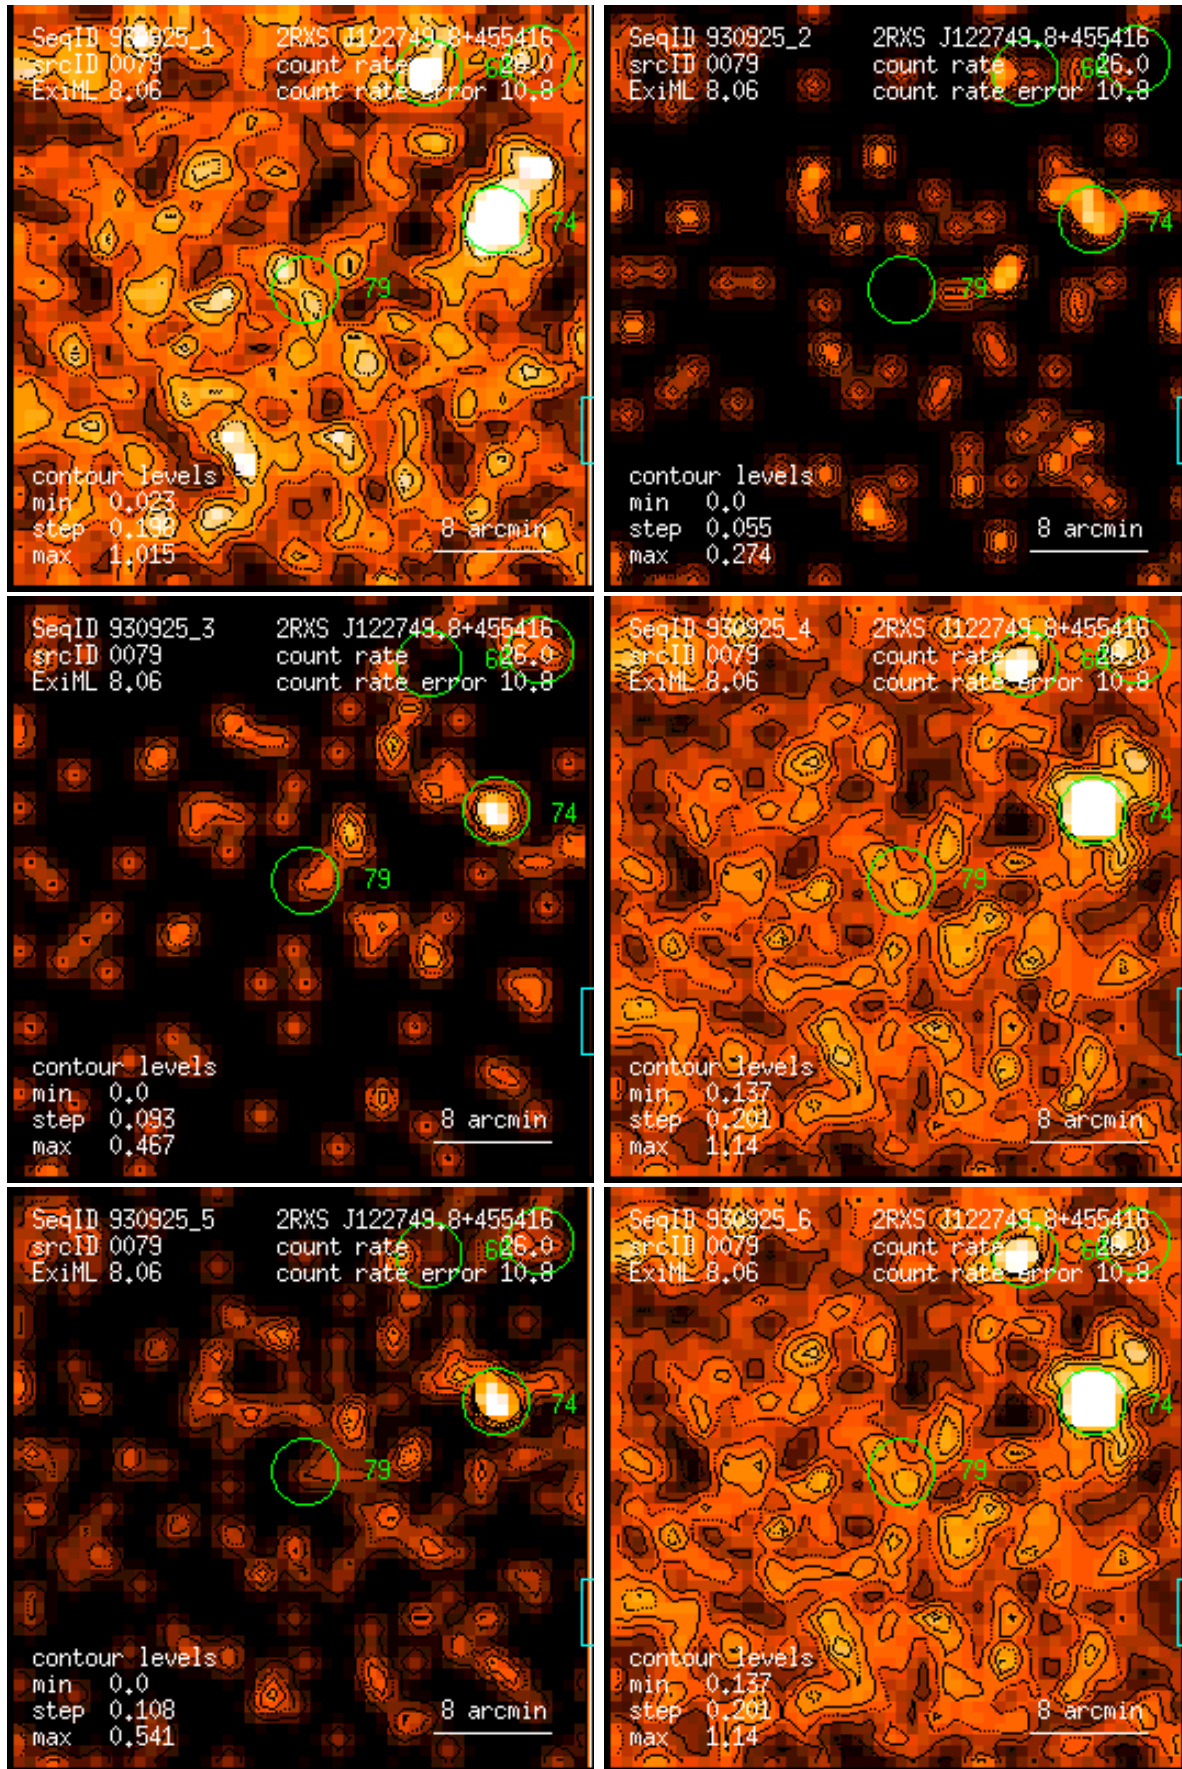 SeqID 930925_1 2RXS J122749.8+455416
srcID 0079 count rate 26.0
ExiML 8.06 count rate error 10.8
74
79
contour levels
min 0.023
step 0.198
max 1.015
8 arcmin
SeqID 930925_2 2RXS J122749.8+455416
srcID 0079 count rate 26.0
ExiML 8.06 count rate error 10.8
74
79
contour levels
min 0.0
step 0.055
max 0.274
8 arcmin
SeqID 930925_3 2RXS J122749.8+455416
srcID 0079 count rate 26.0
ExiML 8.06 count rate error 10.8
74
79
contour levels
min 0.0
step 0.093
max 0.467
8 arcmin
SeqID 930925_4 2RXS J122749.8+455416
srcID 0079 count rate 26.0
ExiML 8.06 count rate error 10.8
74
79
contour levels
min 0.137
step 0.201
max 1.14
8 arcmin
SeqID 930925_5 2RXS J122749.8+455416
srcID 0079 count rate 26.0
ExiML 8.06 count rate error 10.8
74
79
contour levels
min 0.0
step 0.108
max 0.541
8 arcmin
SeqID 930925_6 2RXS J122749.8+455416
srcID 0079 count rate 26.0
ExiML 8.06 count rate error 10.8
74
79
contour levels
min 0.137
step 0.201
max 1.14
8 arcmin